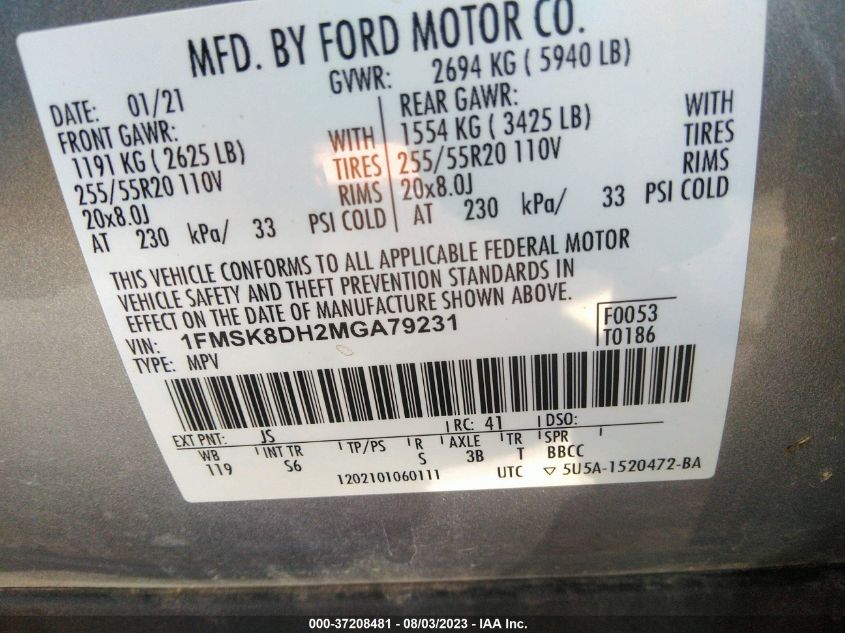 MFD. BY FORD MOTOR CO.
DATE: 01/21 GVWR: 2694 KG ( 5940 LB)
FRONT GAWR: WITH REAR GAWR: WITH
1191 KG ( 2625 LB) TIRES 1554 KG ( 3425 LB) TIRES
255/55R20 110V RIMS 255/55R20 110V RIMS
20x8.0J 20x8.0J
AT 230 kPa/ 33 PSI COLD AT 230 kPa/ 33 PSI COLD
THIS VEHICLE CONFORMS TO ALL APPLICABLE FEDERAL MOTOR
VEHICLE SAFETY AND THEFT PREVENTION STANDARDS IN
EFFECT ON THE DATE OF MANUFACTURE SHOWN ABOVE.
VIN: 1FMSK8DH2MGA79231 F0053
TYPE: MPV T0186
EXT PNT: JS RC: 41 DSO:
WB INT TR TP/PS R AXLE TR SPR
119 S6 S 3B T BBCC
1202101060111 UTC ▽ 5U5A-1520472-BA
000-37208481 - 08/03/2023 - IAA Inc.